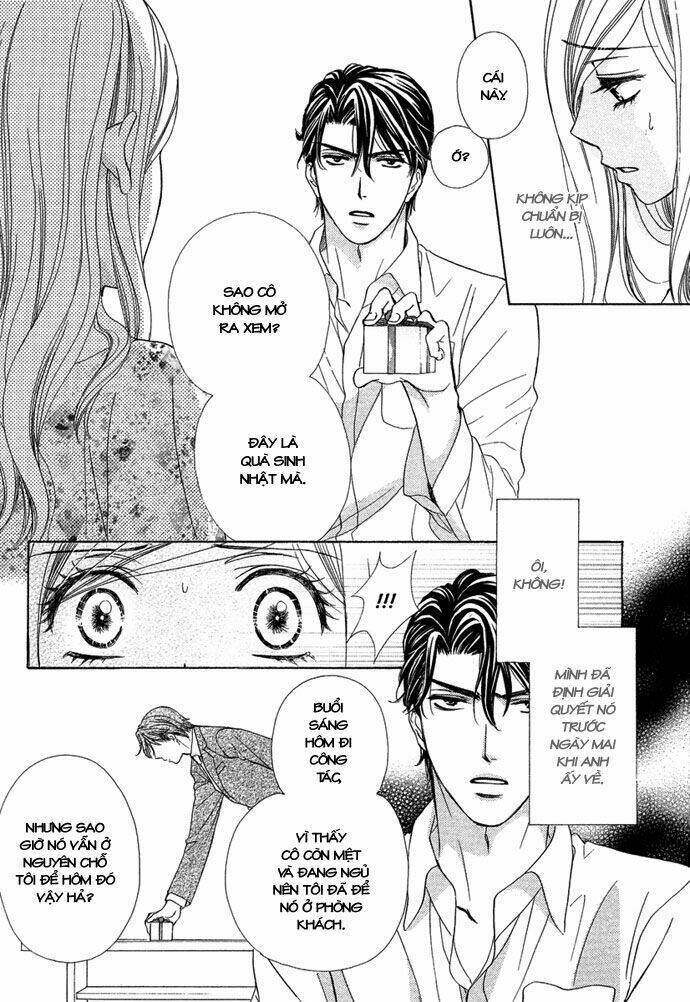 KHÔNG KỊP
CHUẨN BỊ
LUÔN...
CÁI
NÀY.
Ớ?
SAO CÔ
KHÔNG MỞ
RA XEM?
ĐÂY LÀ
QUÀ SINH
NHẬT MÀ.
ÔI,
KHÔNG!
MÌNH ĐÃ
ĐỊNH GIẢI
QUYẾT NÓ
TRƯỚC
NGÀY MAI
KHI ANH
ẤY VỀ.
!!!
BUỔI
SÁNG
HÔM ĐI
CÔNG
TÁC,
VÌ THẤY
CÔ CÒN MỆT
VÀ ĐANG NGỦ
NÊN TÔI ĐÃ ĐỂ
NÓ Ở PHÒNG
KHÁCH.
NHƯNG SAO
GIỜ NÓ VẪN Ở
NGUYÊN CHỖ
TÔI ĐỂ HÔM ĐÓ
VẬY HẢ?